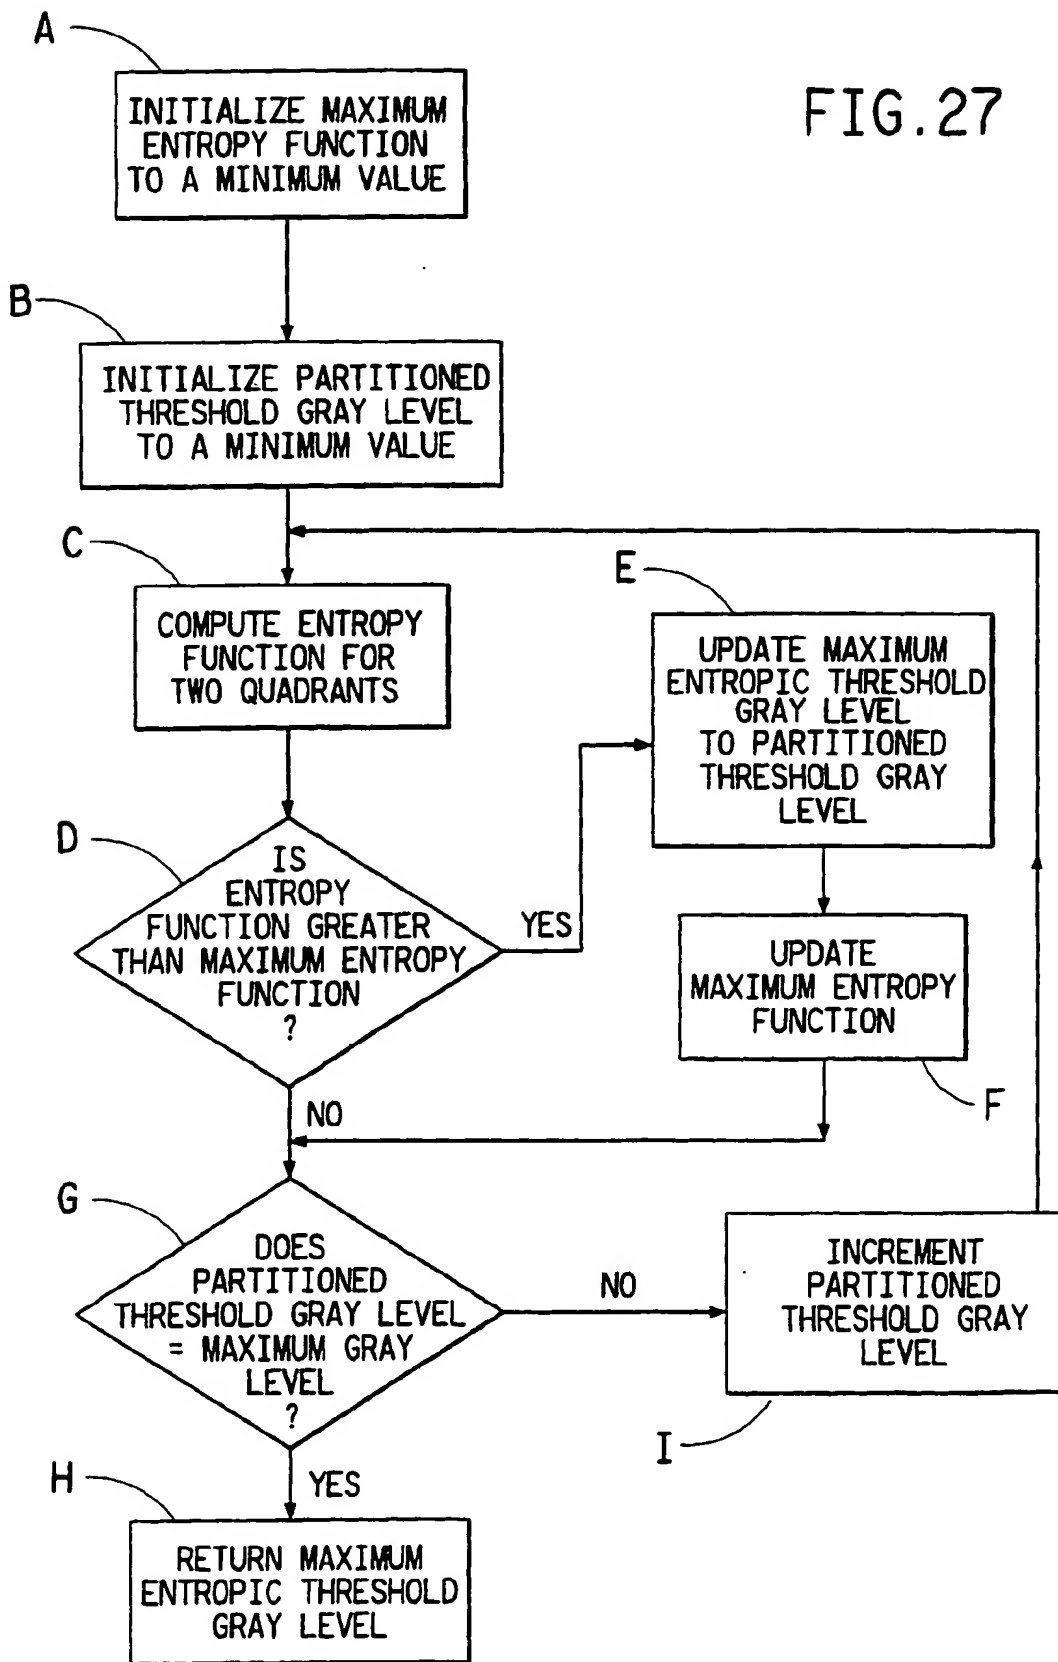 FIG.27
A
INITIALIZE MAXIMUM
ENTROPY FUNCTION
TO A MINIMUM VALUE
B
INITIALIZE PARTITIONED
THRESHOLD GRAY LEVEL
TO A MINIMUM VALUE
C
COMPUTE ENTROPY
FUNCTION FOR
TWO QUADRANTS
D
IS
ENTROPY
FUNCTION GREATER
THAN MAXIMUM ENTROPY
FUNCTION
?
YES
NO
E
UPDATE MAXIMUM
ENTROPIC THRESHOLD
GRAY LEVEL
TO PARTITIONED
THRESHOLD GRAY
LEVEL
UPDATE
MAXIMUM ENTROPY
FUNCTION
F
G
DOES
PARTITIONED
THRESHOLD GRAY LEVEL
= MAXIMUM GRAY
LEVEL
?
NO
YES
INCREMENT
PARTITIONED
THRESHOLD GRAY
LEVEL
I
H
RETURN MAXIMUM
ENTROPIC THRESHOLD
GRAY LEVEL